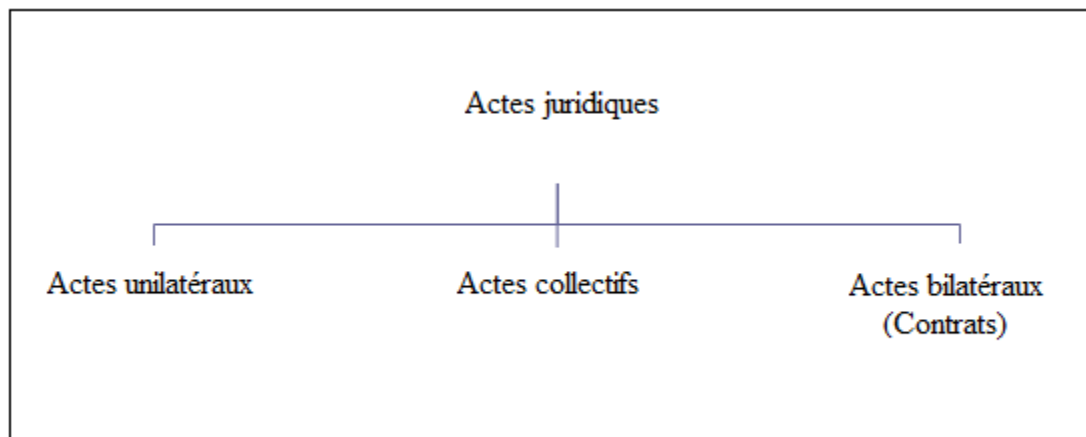 Actes juridiques
Actes unilatéraux
Actes collectifs
Actes bilatéraux
(Contrats)